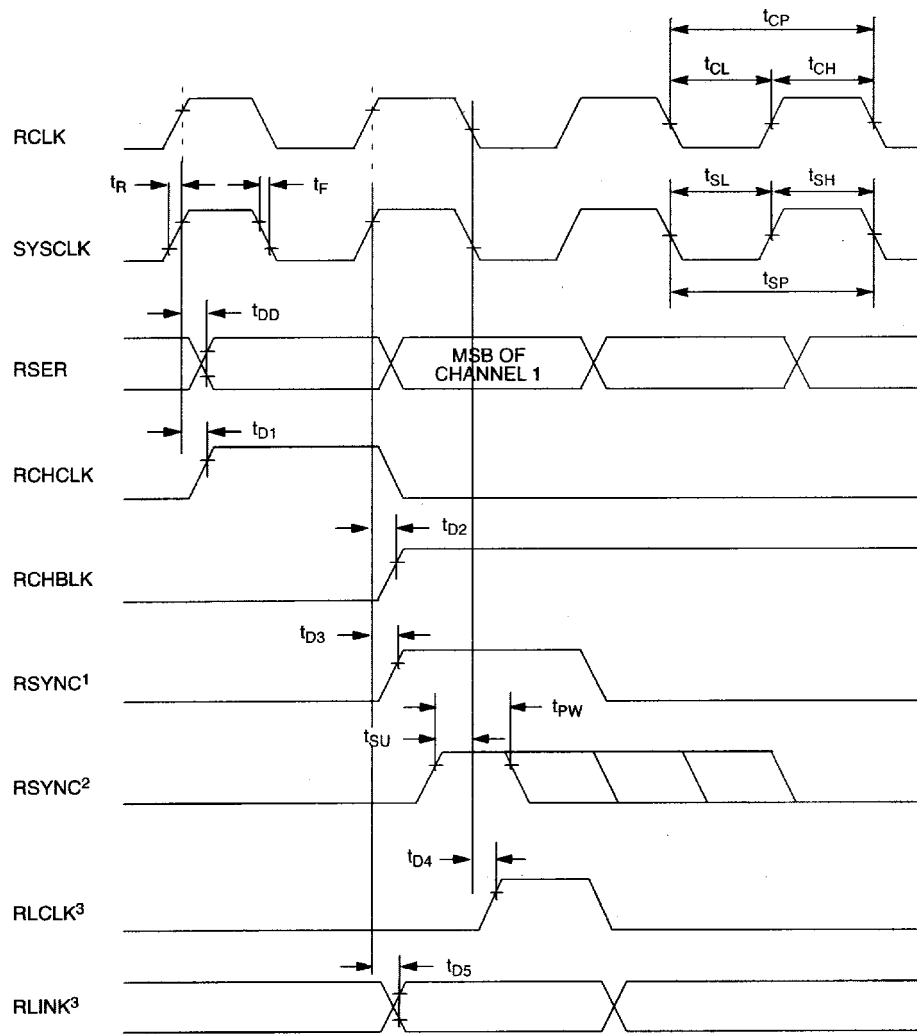 tCP
tCL tCH
RCLK
tR tF tSL tSH
SYSCLK
tSP
tDD
RSER
MSB OF
CHANNEL 1
tD1
RCHCLK
tD2
RCHBLK
tD3
RSYNC1
tPW
tSU
RSYNC2
tD4
RLCLK3
tD5
RLINK3